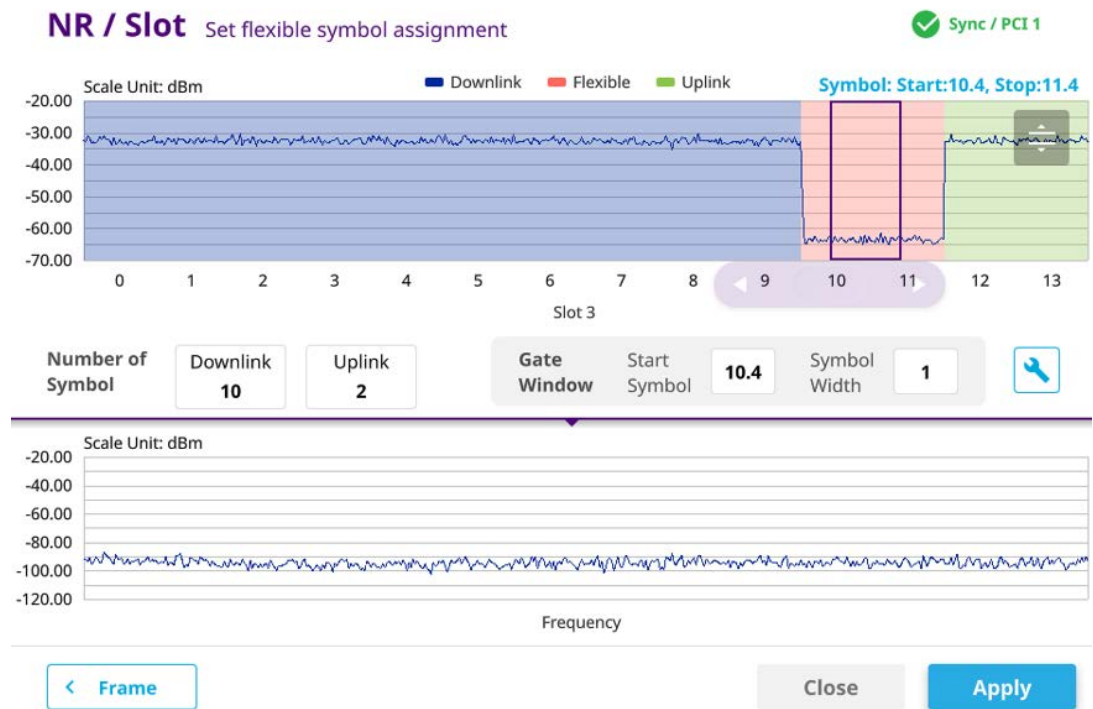 NR / Slot Set flexible symbol assignment
Sync / PCI 1
Scale Unit: dBm
Downlink Flexible Uplink
Symbol: Start:10.4, Stop:11.4
-20.00
-30.00
-40.00
-50.00
-60.00
-70.00
0 1 2 3 4 5 6 7 8 9 10 11 12 13
Slot 3
Number of
Symbol
Downlink
10
Uplink
2
Gate
Window
Start
Symbol
10.4
Symbol
Width
1
Scale Unit: dBm
-20.00
-40.00
-60.00
-80.00
-100.00
-120.00
Frequency
Frame
Close
Apply